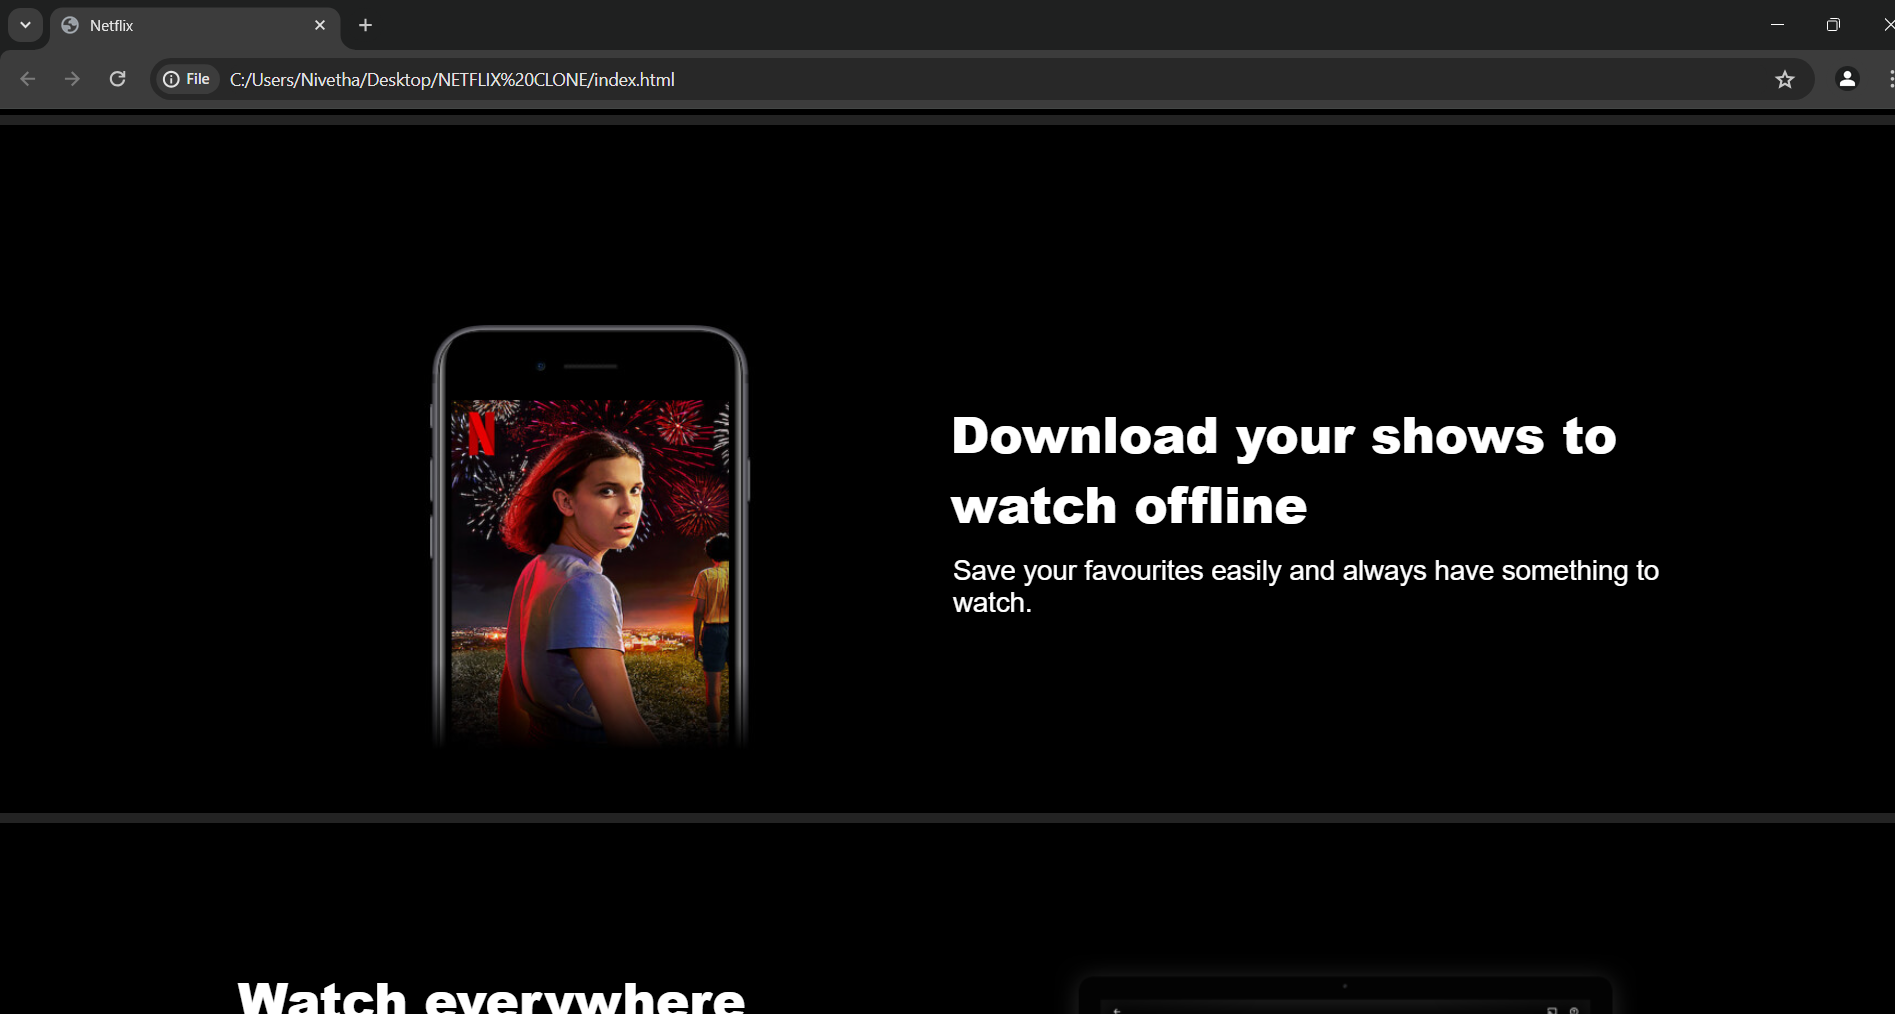 Netflix
File C:/Users/Nivetha/Desktop/NETFLIX%20CLONE/index.html
N
Download your shows to
watch offline
Save your favourites easily and always have something to
watch.
Watch everywhere